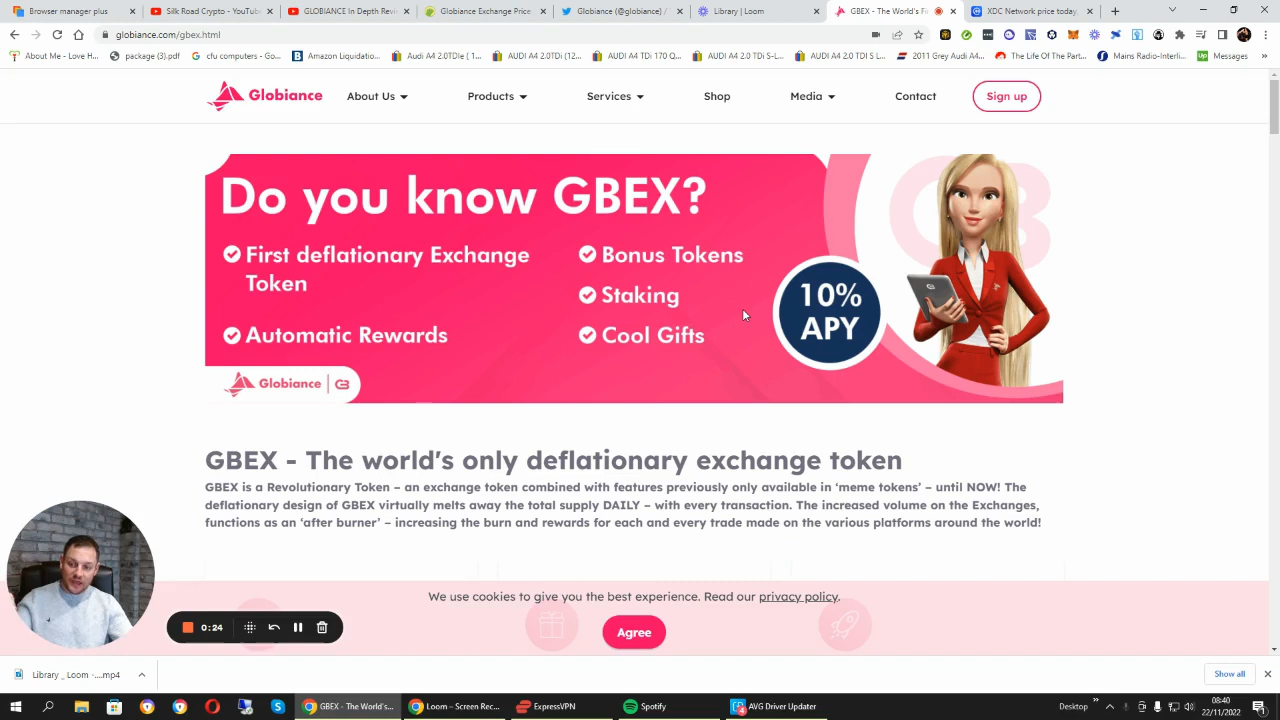 Browser manager plus
Silk Road Crypto - YouTube
GBIANCE In Depth Revi
Globiance Exchange Price
Globiance (@globiance) /
Library | Loom
GBEX - The World's F
XDC Network price today,
globiance.com/gbex.html
About Me - Love H...
package (3).pdf
cfu computers - Go...
Amazon Liquidation...
Audi A4 2.0TDIe ( 1...
AUDI A4 2.0TDi (12...
AUDI A4 TDi 170 Q...
AUDI A4 2.0 TDi S L...
AUDI A4 2.0 TDi S L...
2011 Grey Audi A4...
The Life Of The Part...
Mains Radio-Interli...
Messages
Globiance
About Us
Products
Services
Shop
Media
Contact
Sign up
Do you know GBEX?
First deflationary Exchange
Token
Automatic Rewards
Bonus Tokens
Staking
Cool Gifts
10%
APY
Globiance
GBEX - The world's only deflationary exchange token
GBEX is a Revolutionary Token – an exchange token combined with features previously only available in ‘meme tokens’ – until NOW! The
deflationary design of GBEX virtually melts away the total supply DAILY – with every transaction. The increased volume on the Exchanges,
functions as an ‘after burner’ – increasing the burn and rewards for each and every trade made on the various platforms around the world!
We use cookies to give you the best experience. Read our privacy policy.
Agree
0:24
Library _ Loom -....mp4
Show all
GBEX - The World's...
Loom – Screen Rec...
ExpressVPN
Spotify
AVG Driver Updater
Desktop
08:40
22/11/2022